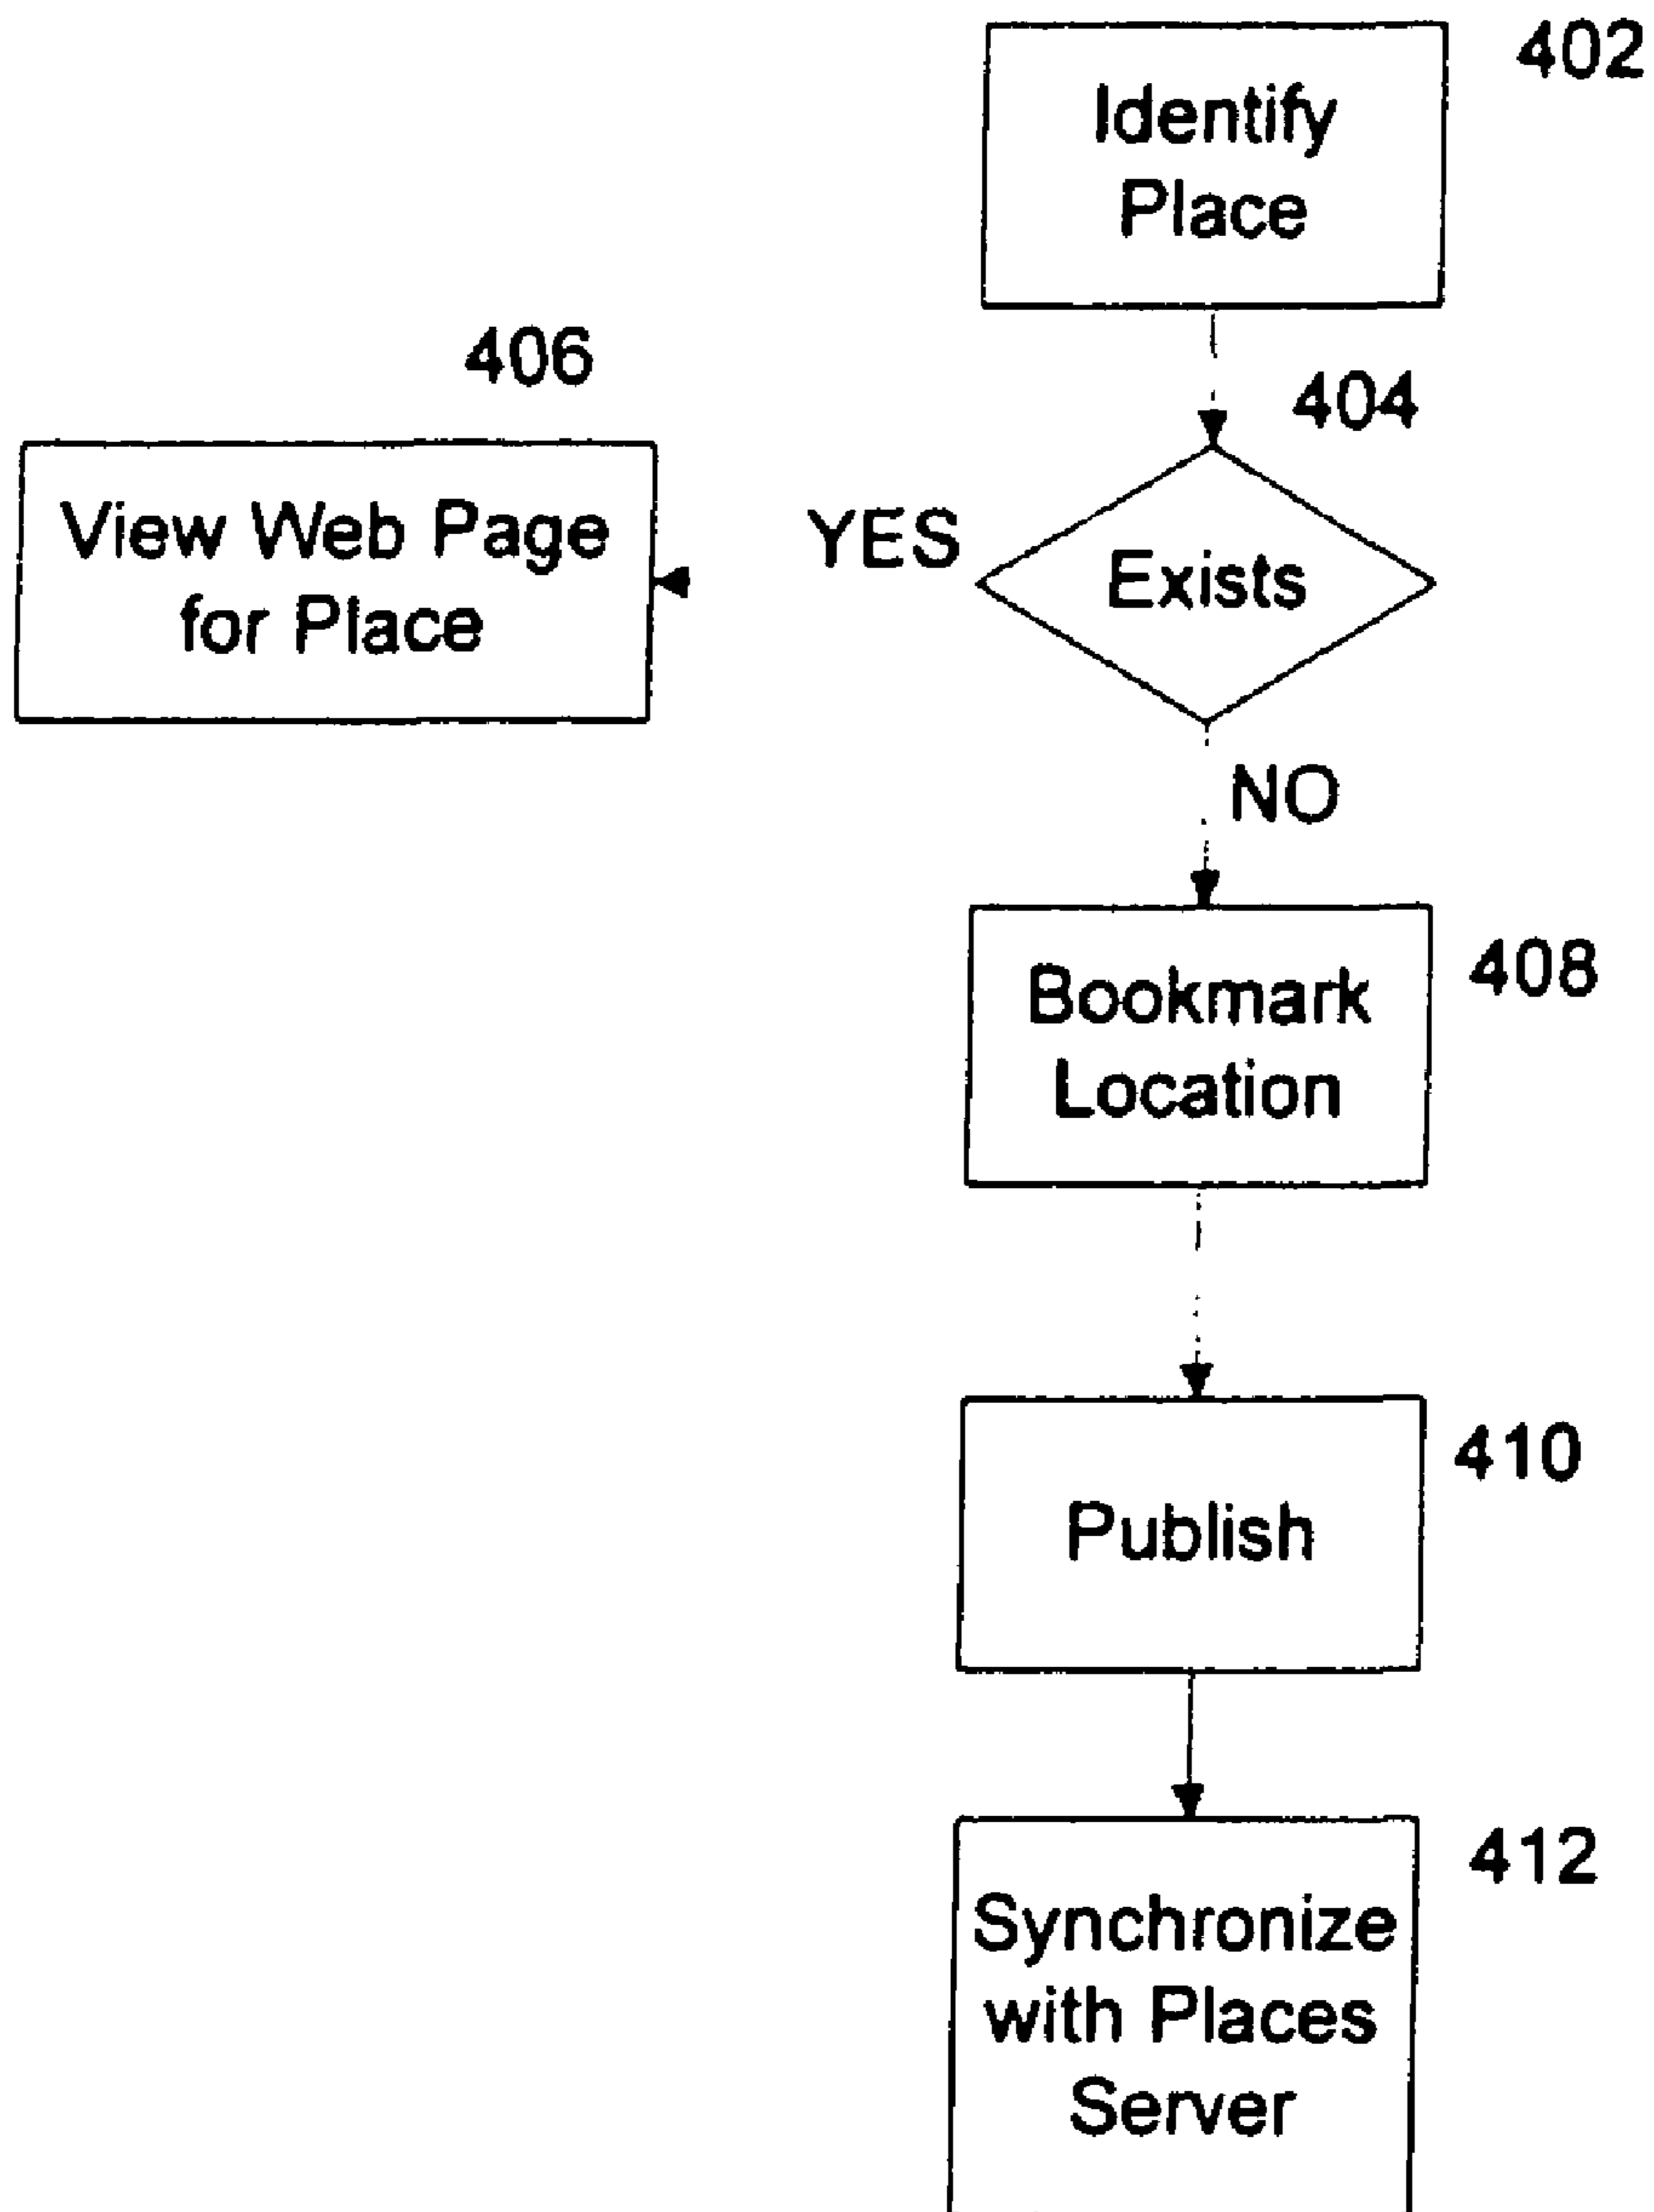 402
Identify
Place
406
404
View Web Page
for Place
YES
Exists
NO
408
Bookmark
Location
410
Publish
412
Synchronize
with Places
Server